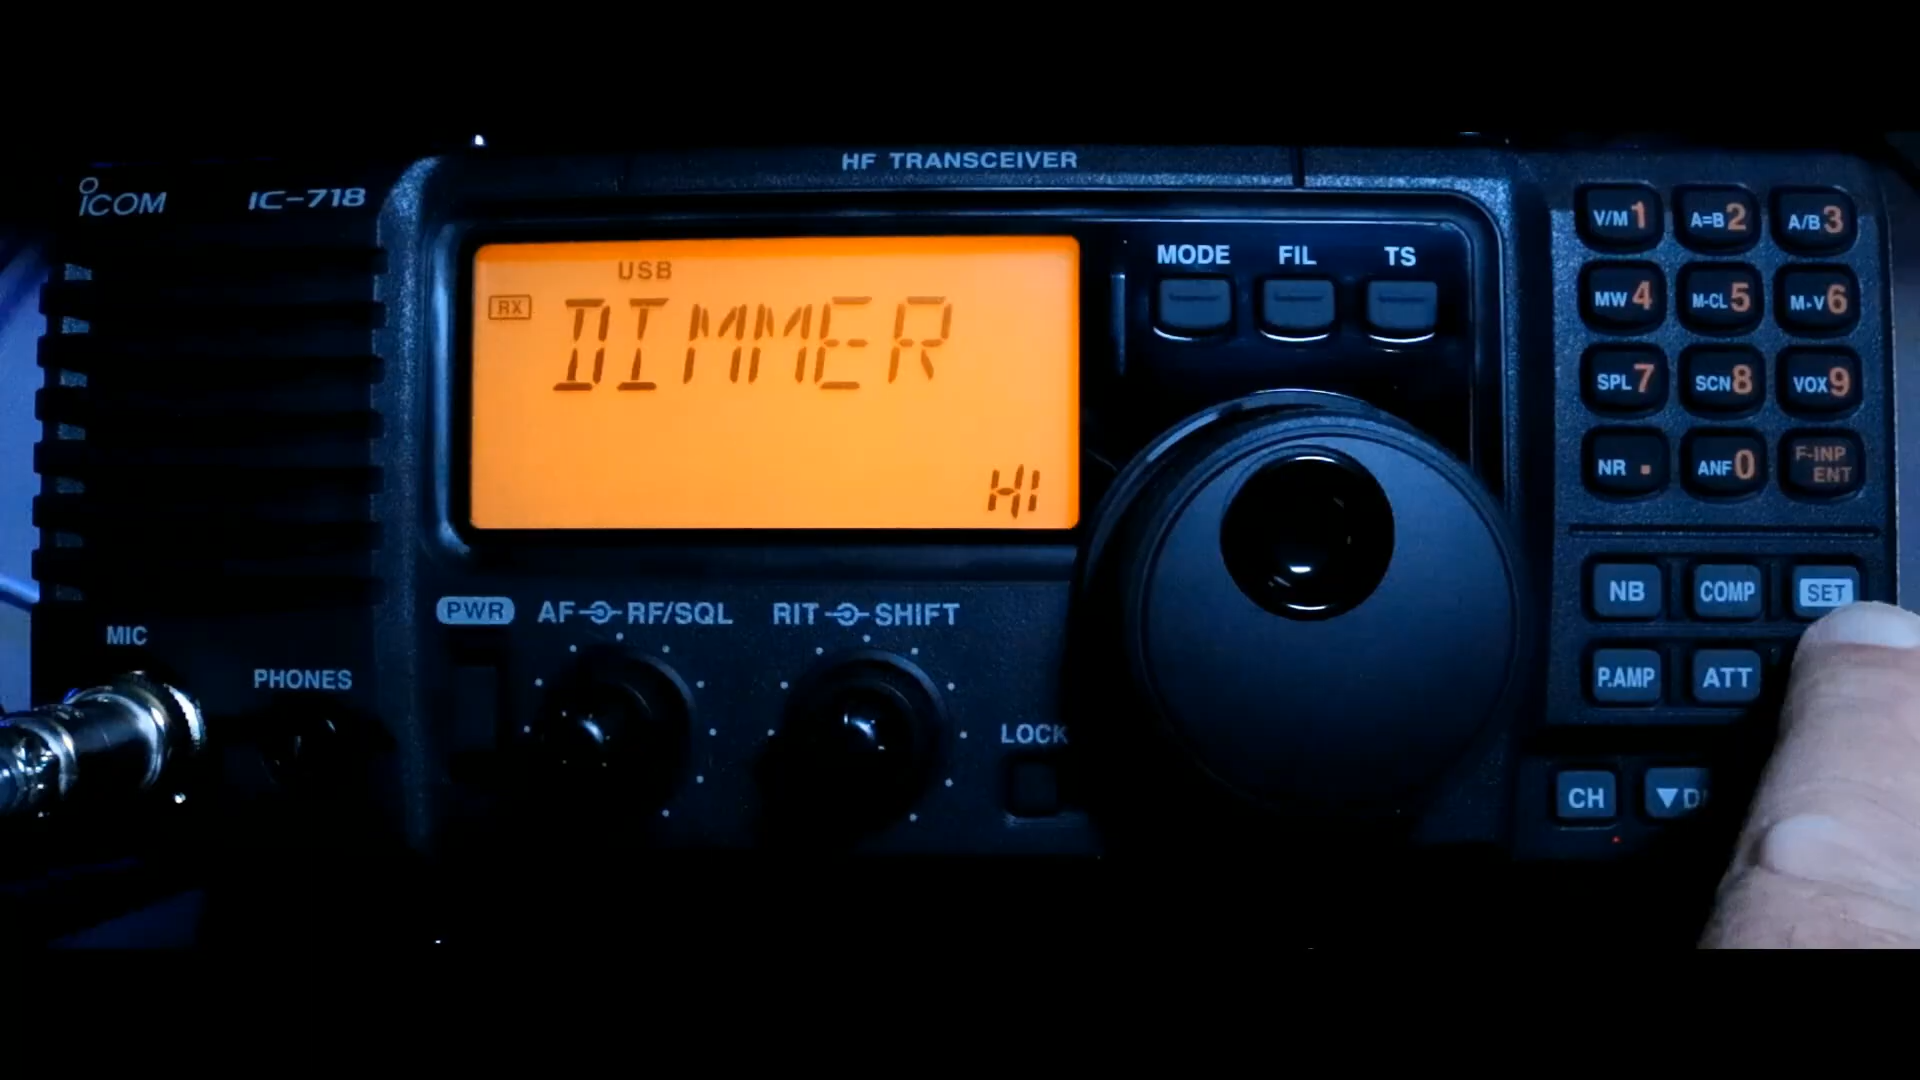 HF TRANSCEIVER
ICOM IC-718
USB
RX
DIMMER
HI
MODE FIL TS
V/M 1 A=B 2 A/B 3
MW 4 M-CL 5 M▸V 6
SPL 7 SCN 8 VOX 9
NR . ANF 0 F-INP ENT
NB COMP SET
P.AMP ATT
CH ▼
PWR AF RF/SQL RIT SHIFT
MIC
PHONES
LOCK